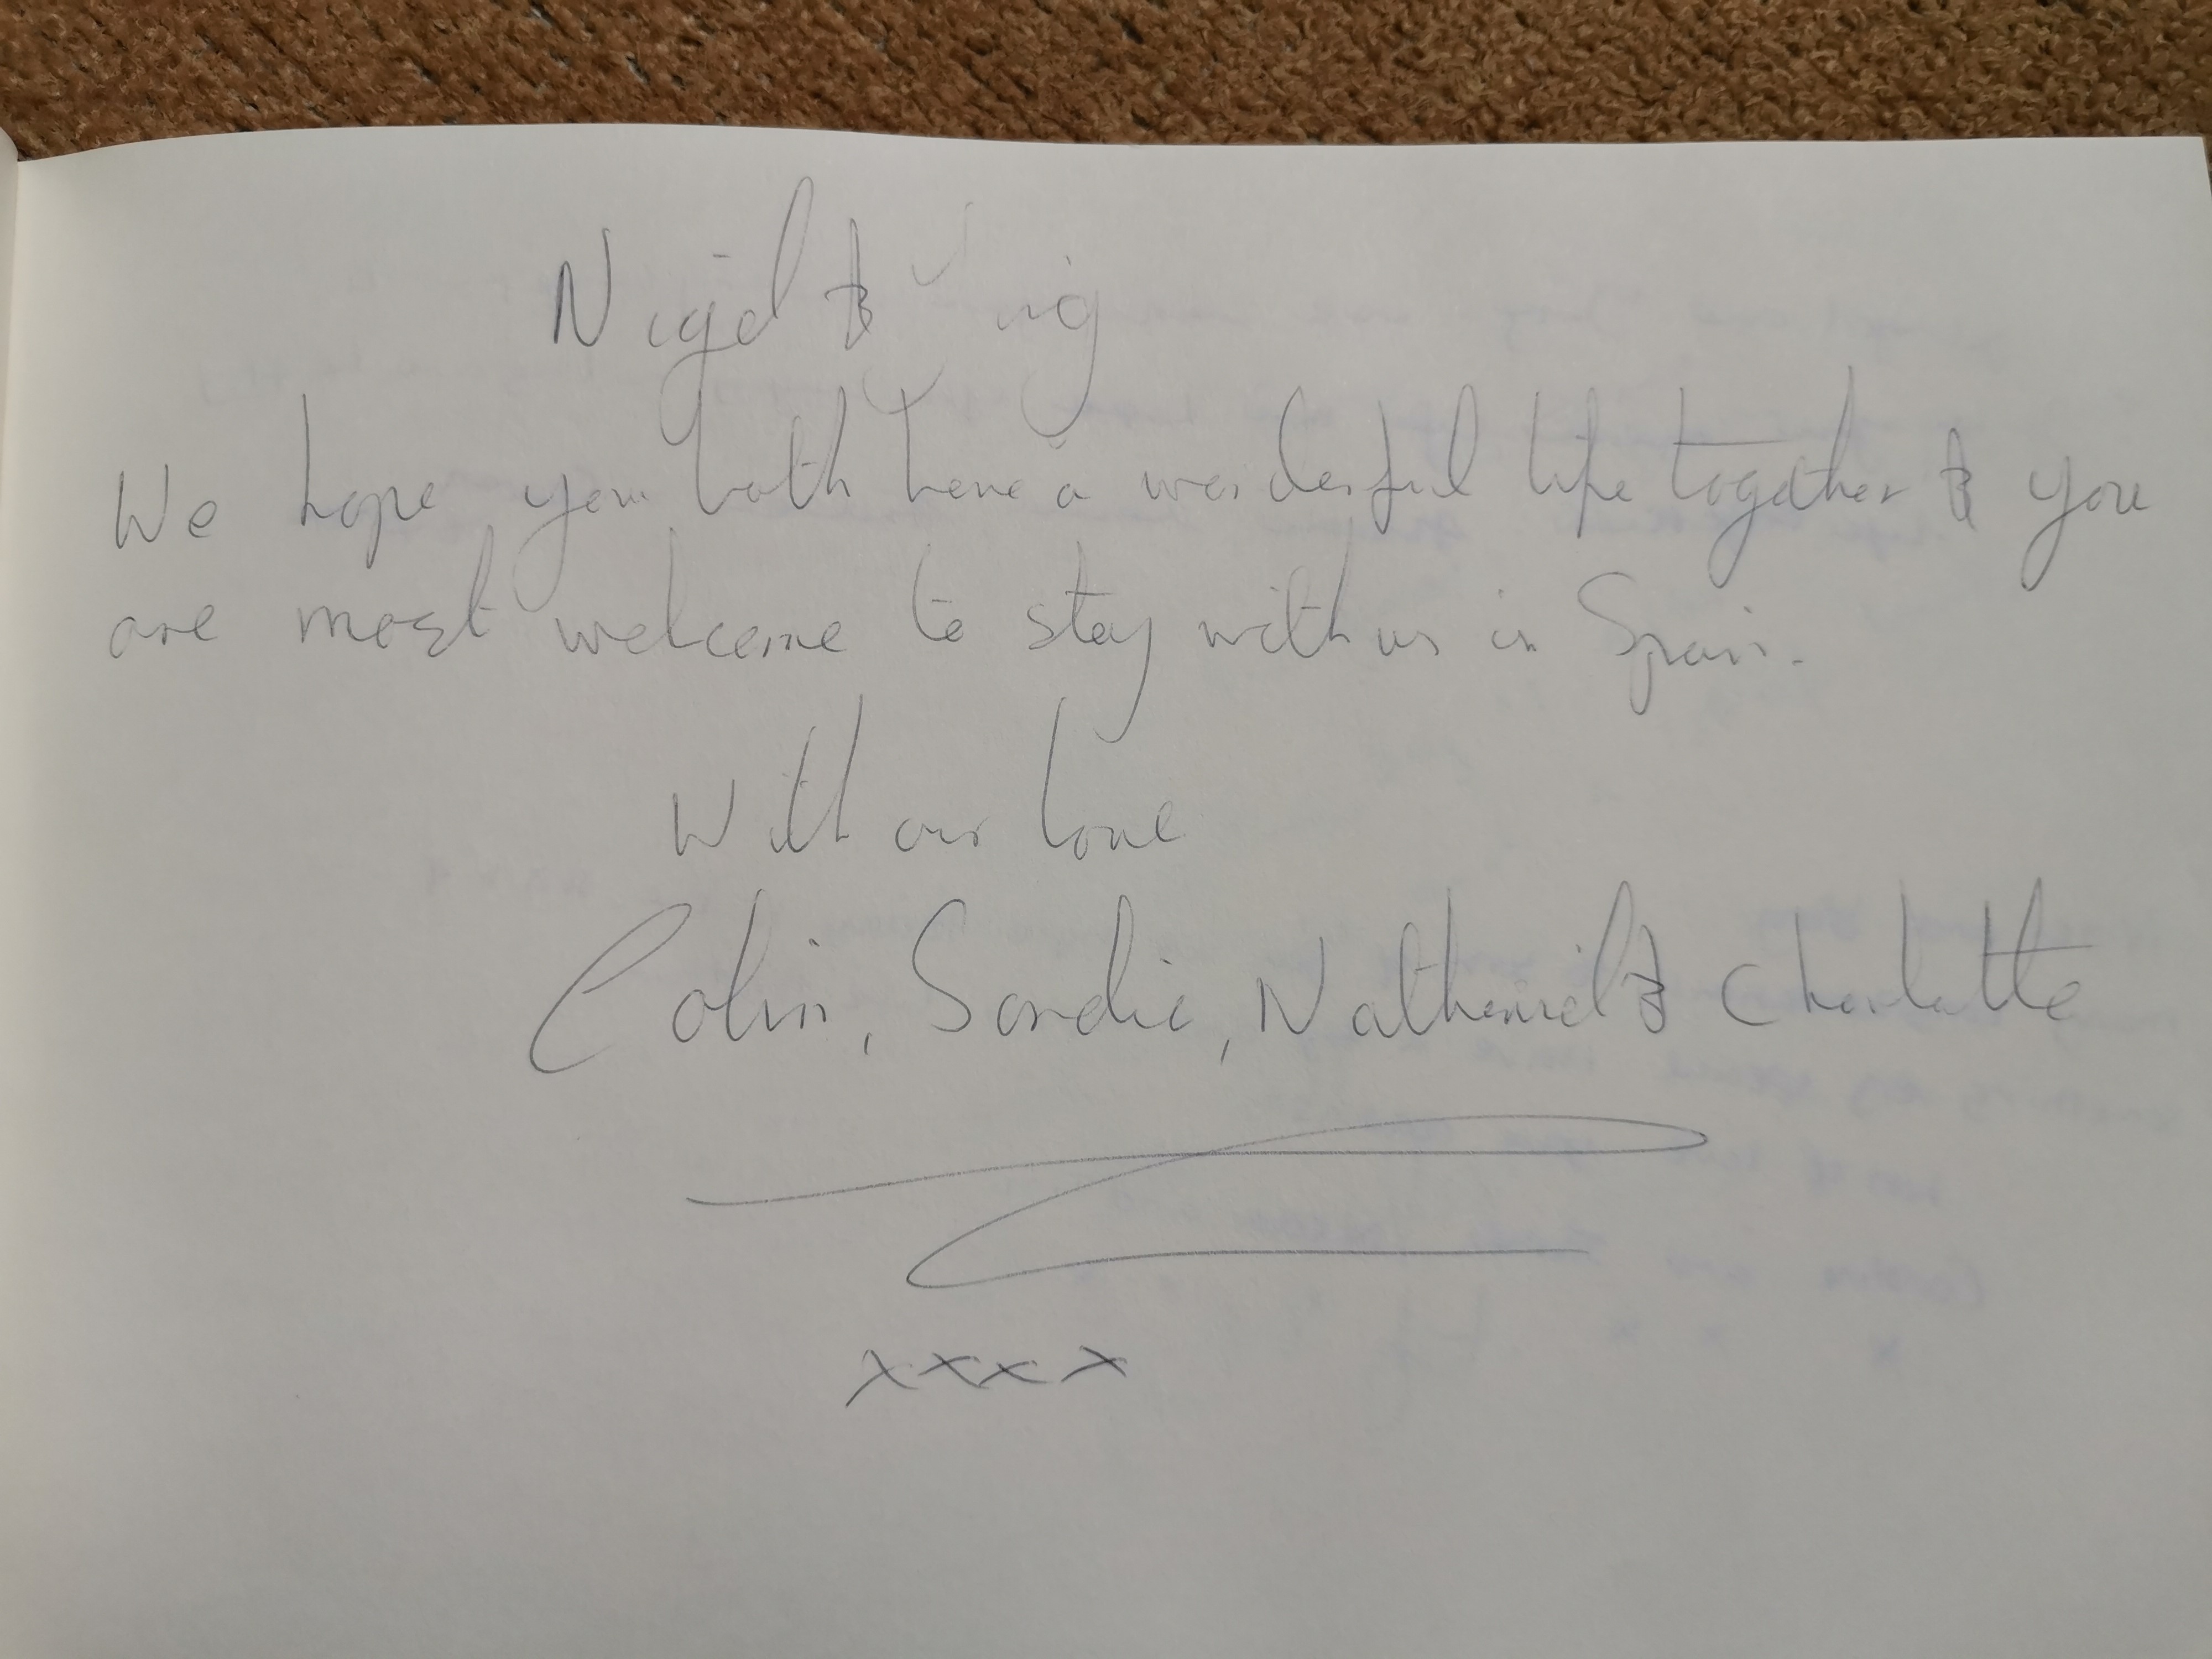 Nigel &
We hope you both have a wonderful life together & you
are most welcome to stay with us in Spain.
With our love
Colin, Sandie, Nathaniel & Charlotte
xxxx